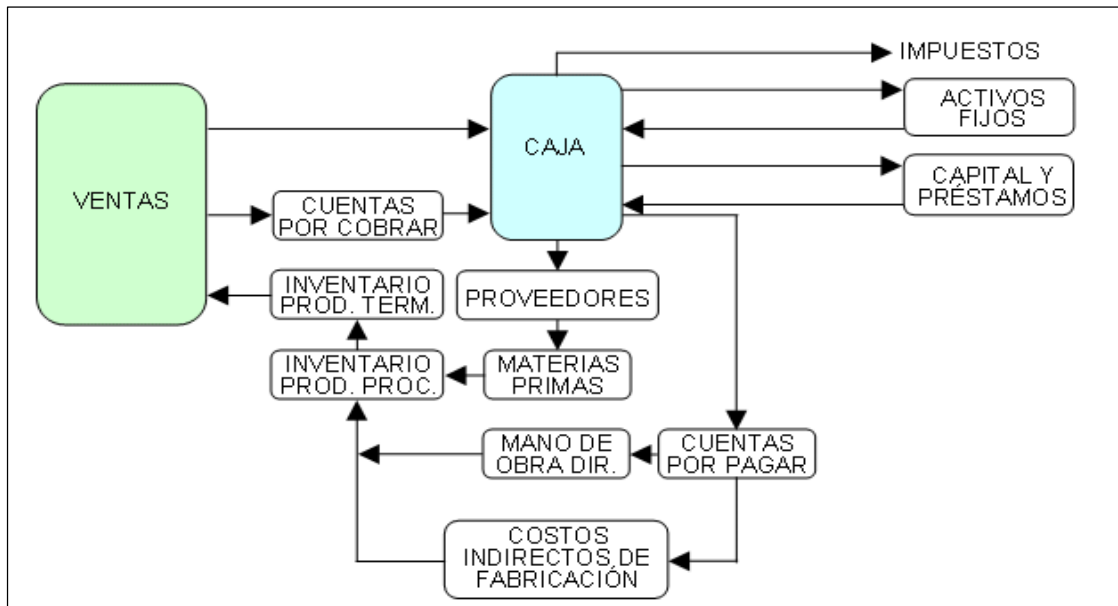 IMPUESTOS
ACTIVOS
FIJOS
CAJA
VENTAS
CAPITAL Y
PRÉSTAMOS
CUENTAS
POR COBRAR
INVENTARIO
PROD. TERM.
PROVEEDORES
INVENTARIO
PROD. PROC.
MATERIAS
PRIMAS
MANO DE
OBRA DIR.
CUENTAS
POR PAGAR
COSTOS
INDIRECTOS DE
FABRICACIÓN